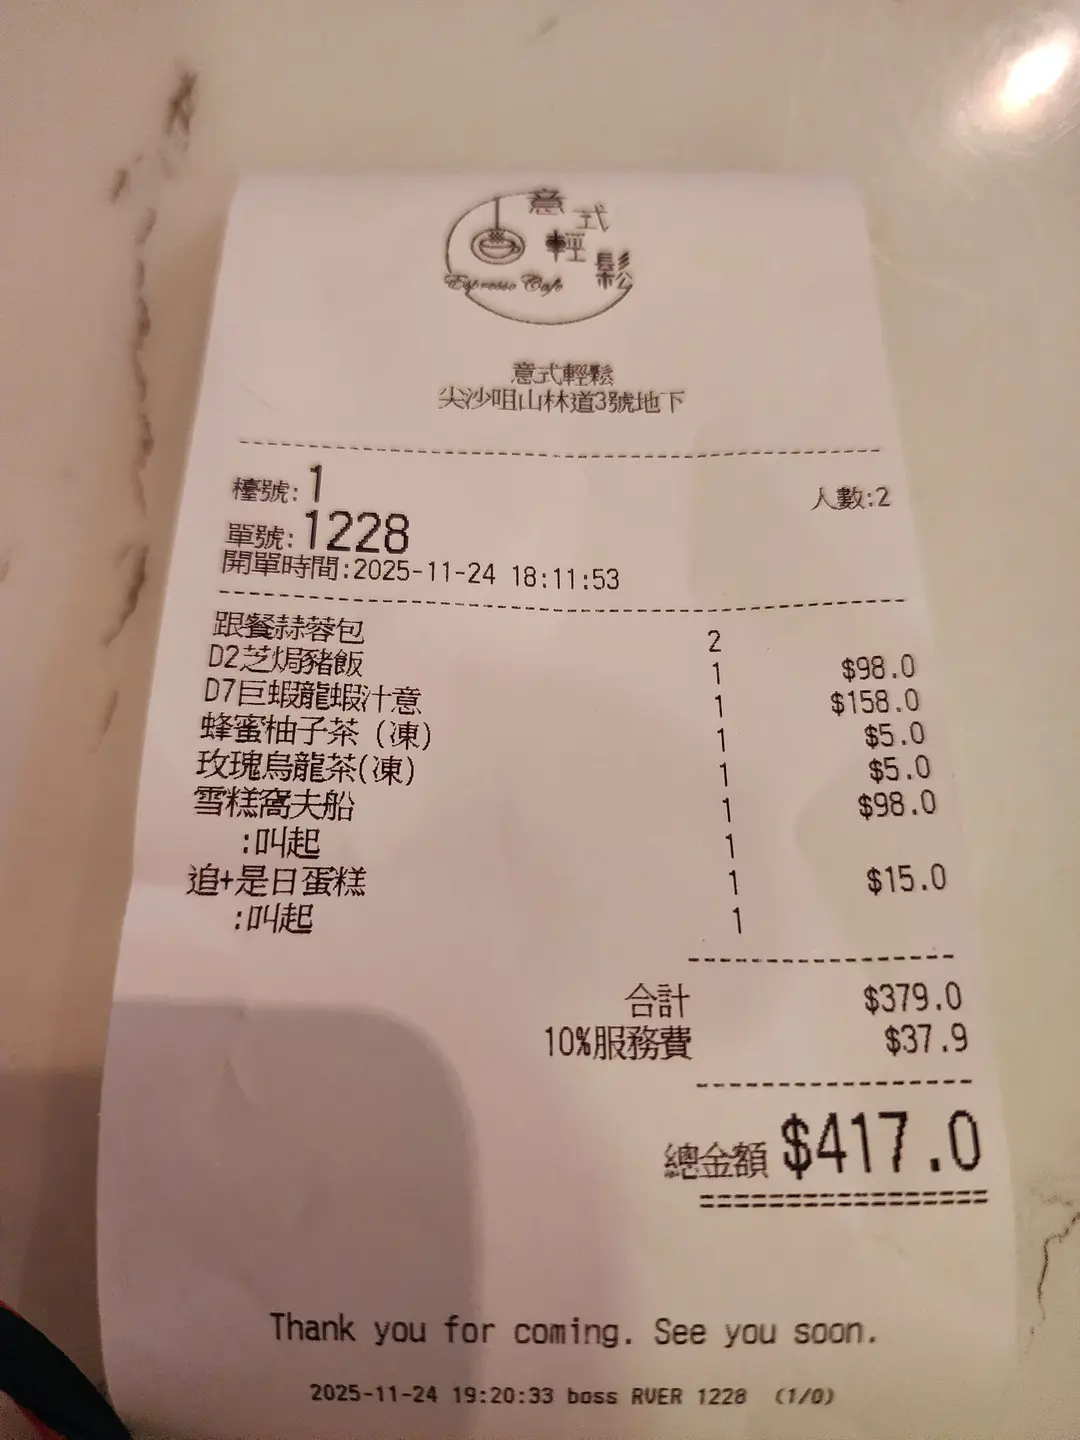 意式輕鬆
Espresso Cafe
意式輕鬆
尖沙咀山林道3號地下
檯號:1 人數:2
單號:1228
開單時間:2025-11-24 18:11:53
跟餐蒜蓉包 2
D2芝焗豬飯 1 $98.0
D7巨蝦龍蝦汁意 1 $158.0
蜂蜜柚子茶 (凍) 1 $5.0
玫瑰烏龍茶(凍) 1 $5.0
雪糕窩夫船 1 $98.0
:叫起 1
追+是日蛋糕 1 $15.0
:叫起 1
合計 $379.0
10%服務費 $37.9
總金額 $417.0
Thank you for coming. See you soon.
2025-11-24 19:20:33 boss RVER 1228 (1/0)